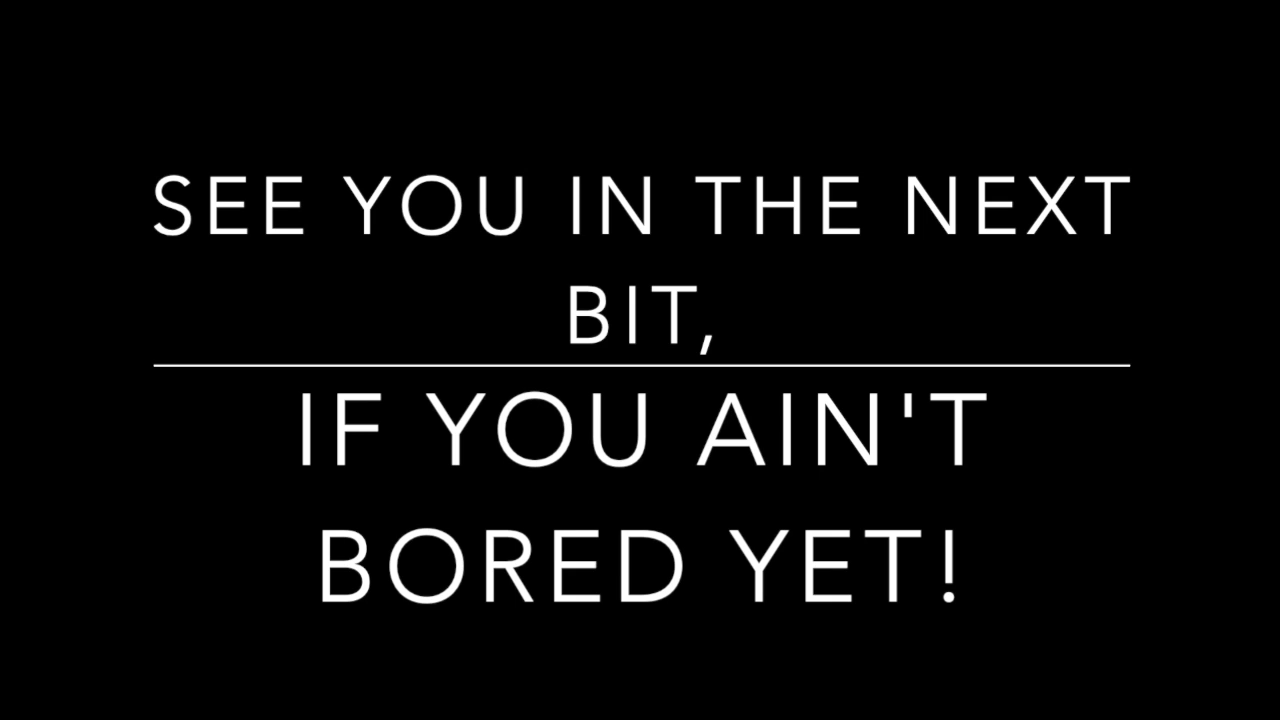 SEE YOU IN THE NEXT
BIT,
IF YOU AIN'T
BORED YET!